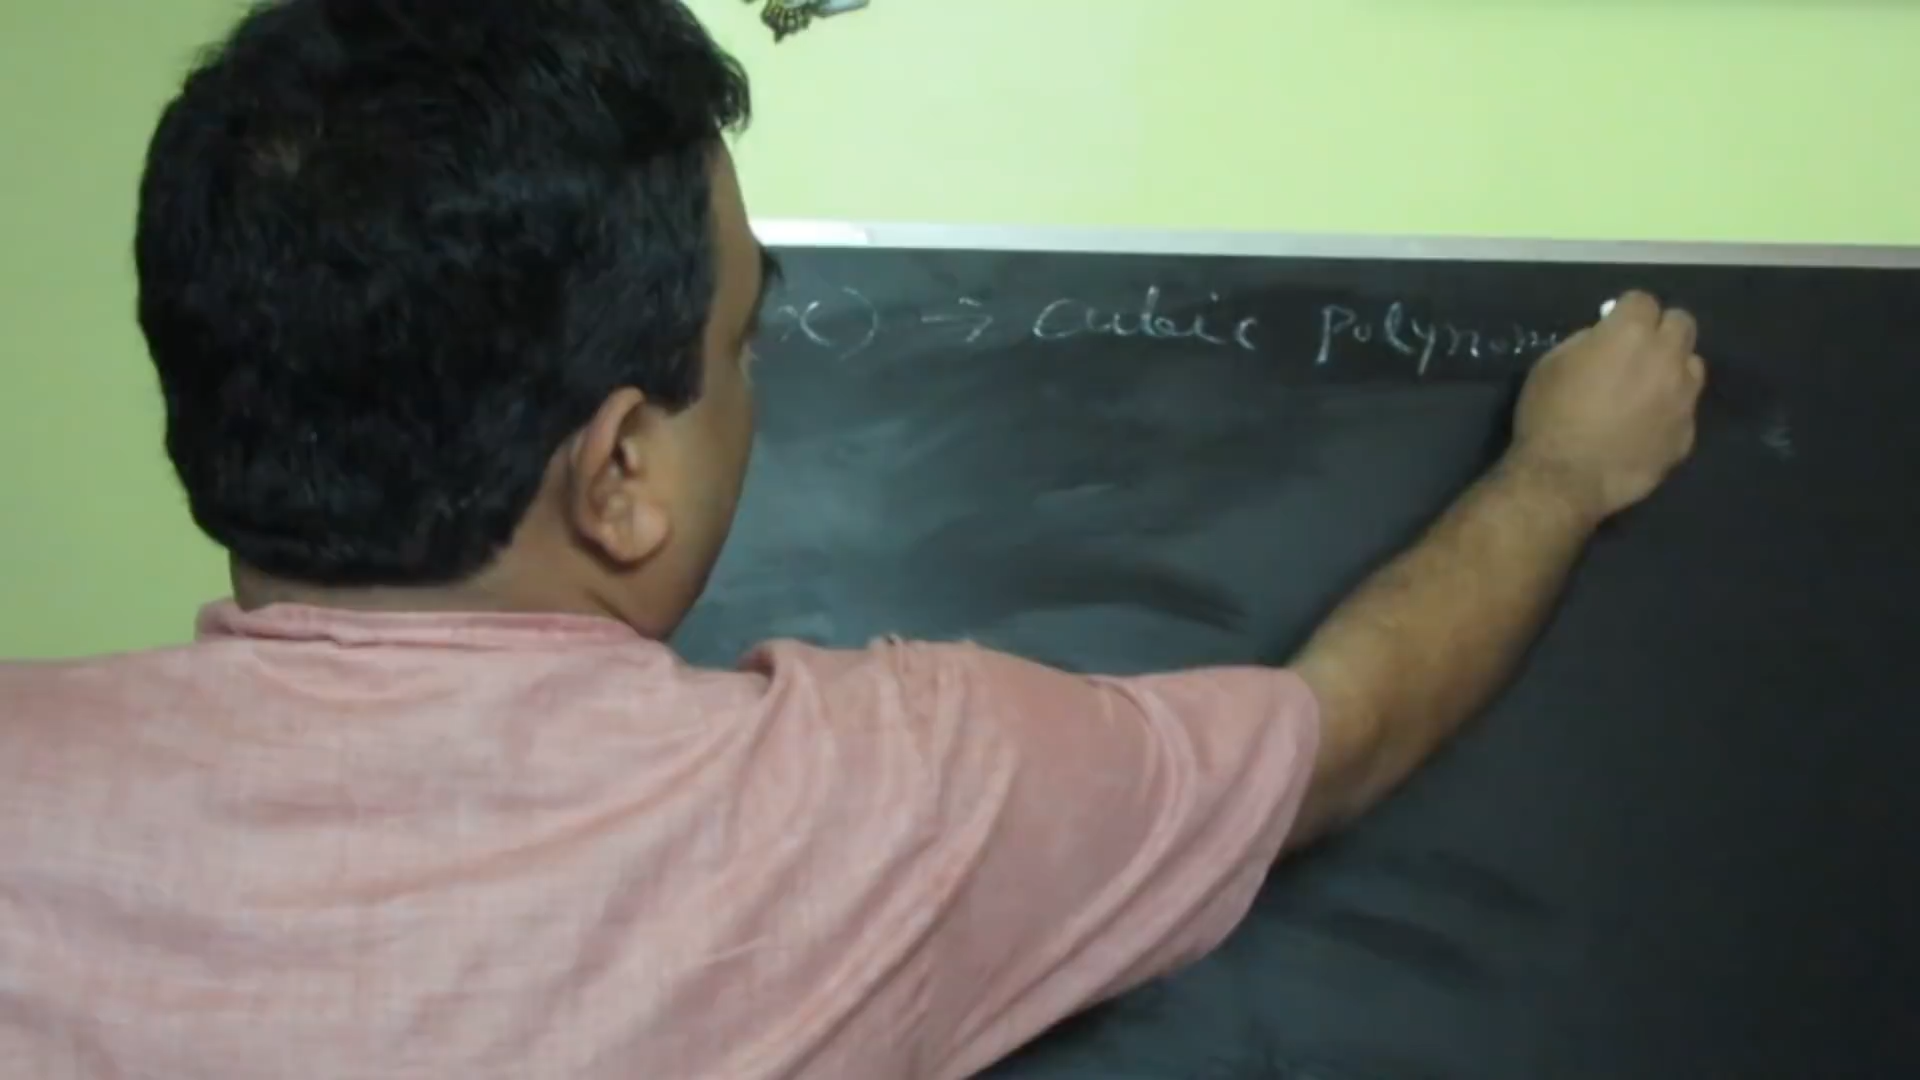 (x) → Cubic polynom